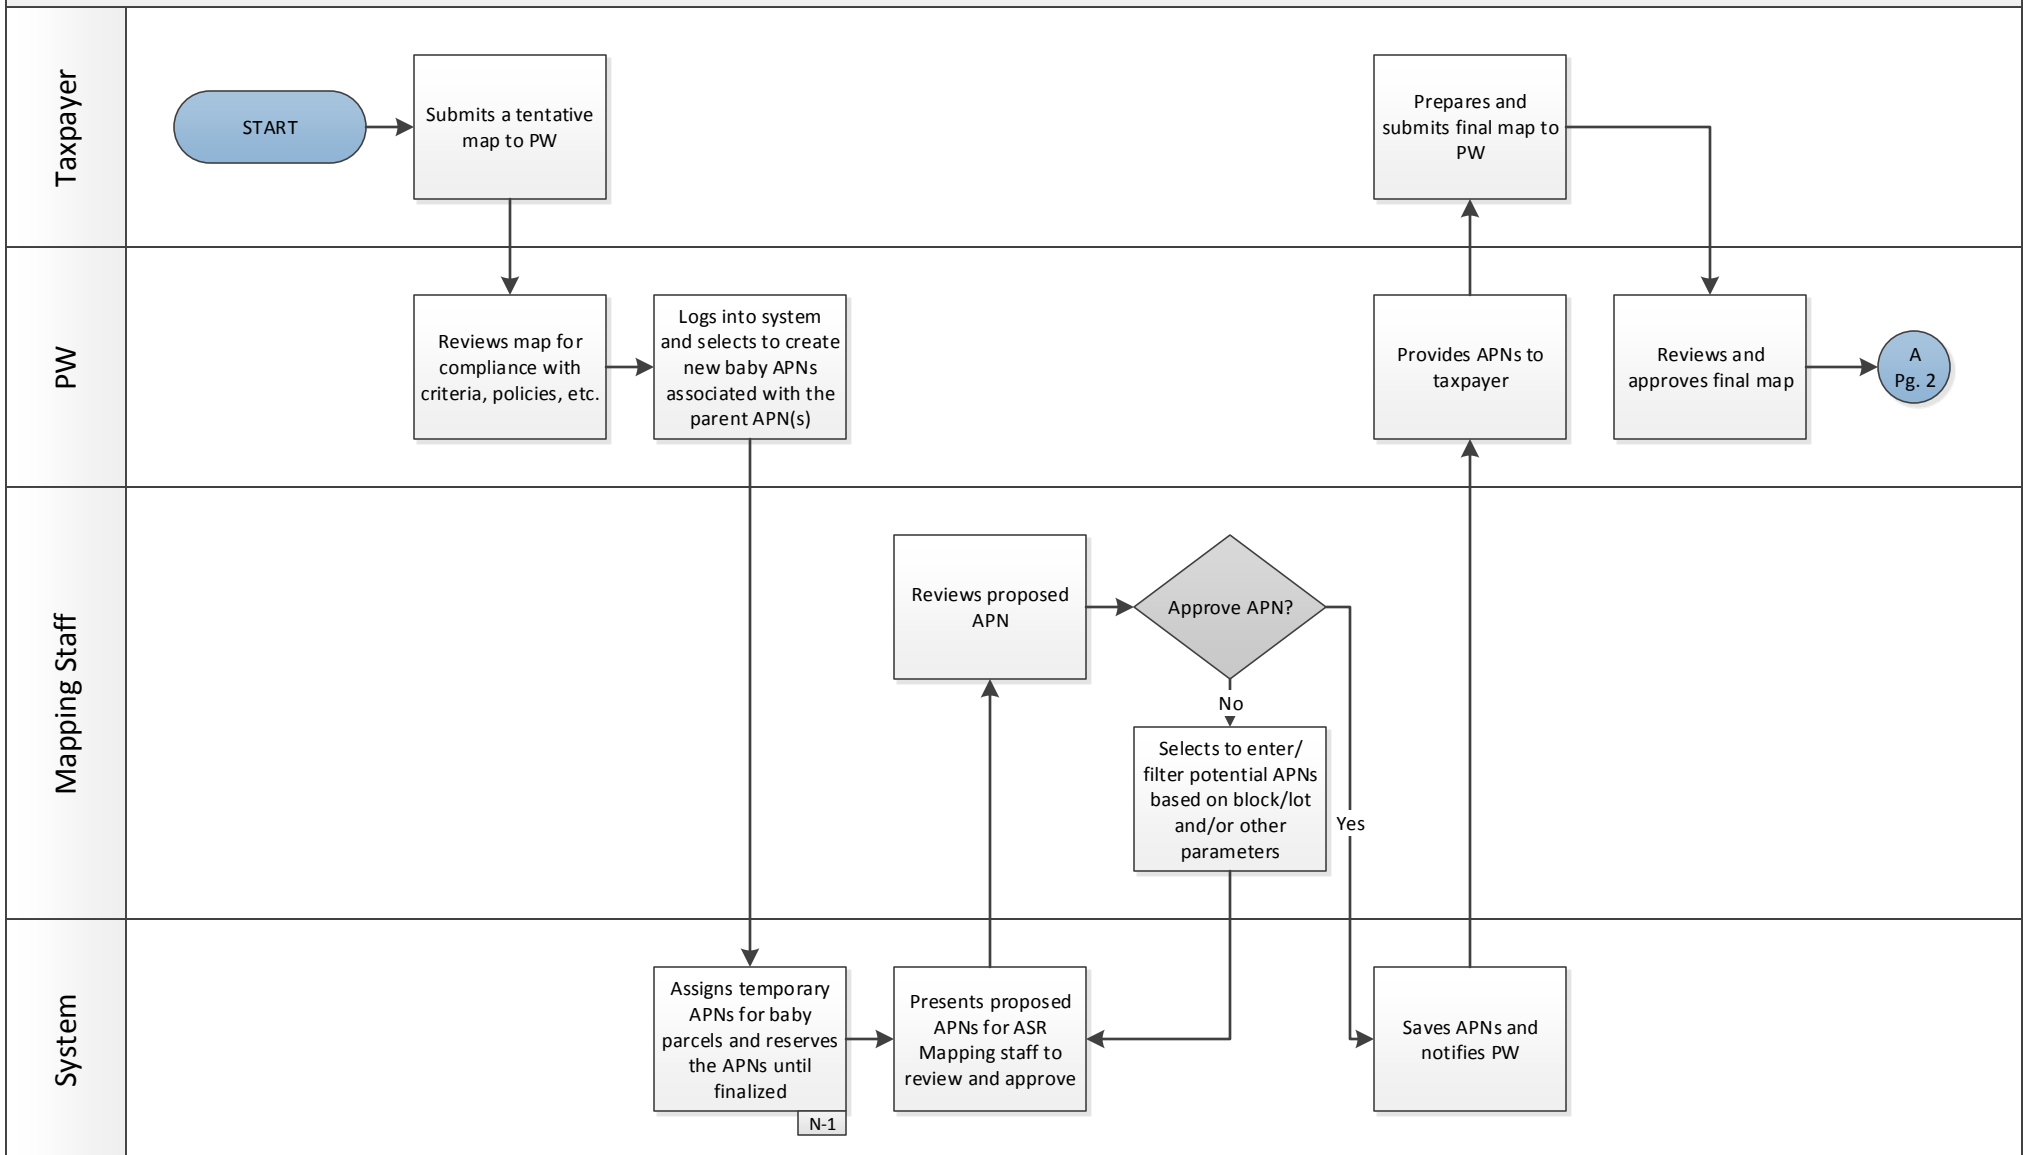 Taxpayer
START
Submits a tentative
map to PW
Prepares and
submits final map to
PW
PW
Reviews map for
compliance with
criteria, policies, etc.
Logs into system
and selects to create
new baby APNs
associated with the
parent APN(s)
Provides APNs to
taxpayer
Reviews and
approves final map
A
Pg. 2
Mapping Staff
Reviews proposed
APN
Approve APN?
No
Selects to enter/
filter potential APNs
based on block/lot
and/or other
parameters
Yes
System
Assigns temporary
APNs for baby
parcels and reserves
the APNs until
finalized
N-1
Presents proposed
APNs for ASR
Mapping staff to
review and approve
Saves APNs and
notifies PW